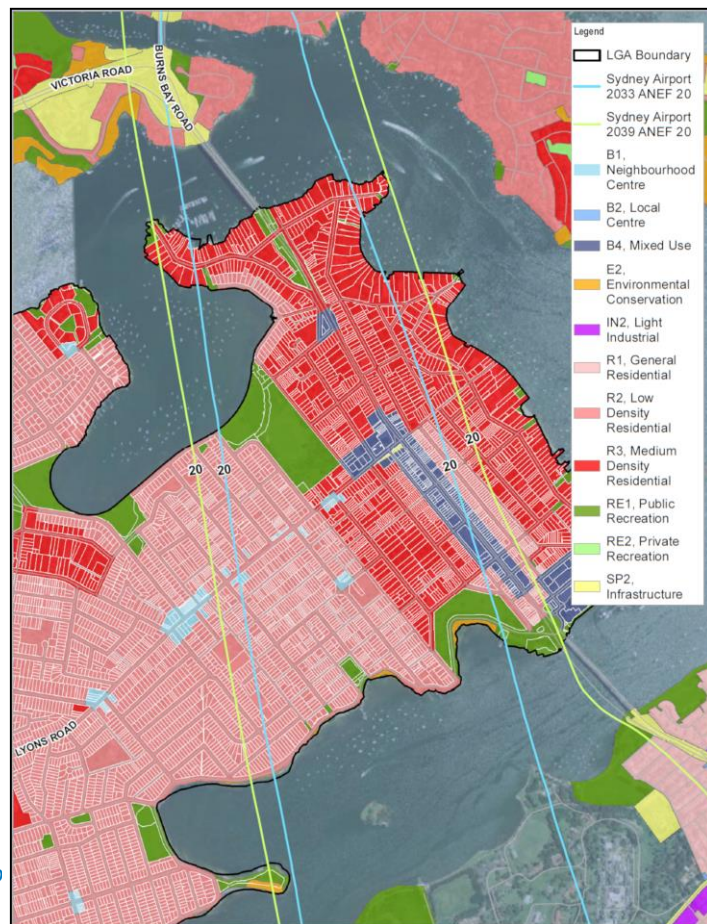 VICTORIA ROAD
BURNS BAY ROAD
20
20
20
20
LYONS ROAD
Legend
LGA Boundary
Sydney Airport
2033 ANEF 20
Sydney Airport
2039 ANEF 20
B1,
Neighbourhood
Centre
B2, Local
Centre
B4, Mixed Use
E2,
Environmental
Conservation
IN2, Light
Industrial
R1, General
Residential
R2, Low
Density
Residential
R3, Medium
Density
Residential
RE1, Public
Recreation
RE2, Private
Recreation
SP2,
Infrastructure